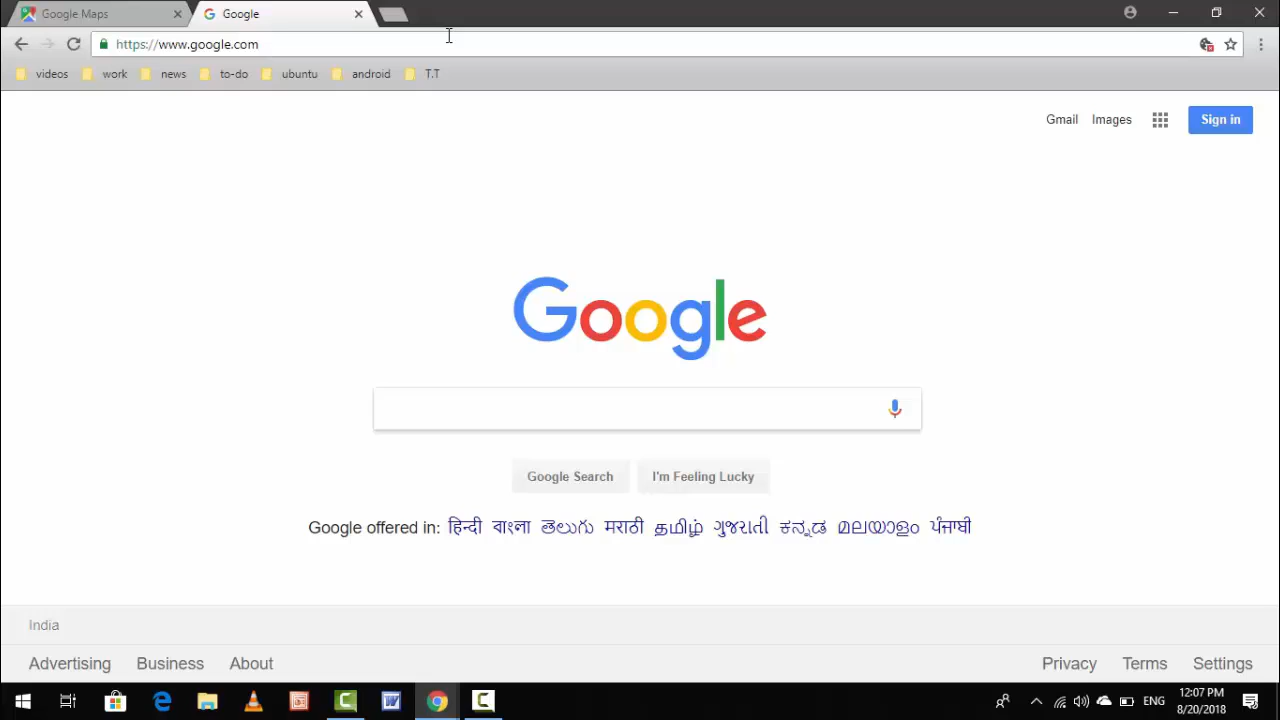 Google Maps
Google
https://www.google.com
videos work news to-do ubuntu android T.T
Gmail Images Sign in
Google
Google Search I'm Feeling Lucky
Google offered in: हिन्दी বাংলা తెలుగు मराठी தமிழ் ગુજરાતી ಕನ್ನಡ മലയാളം ਪੰਜਾਬੀ
India
Advertising Business About Privacy Terms Settings
ENG 12:07 PM
8/20/2018